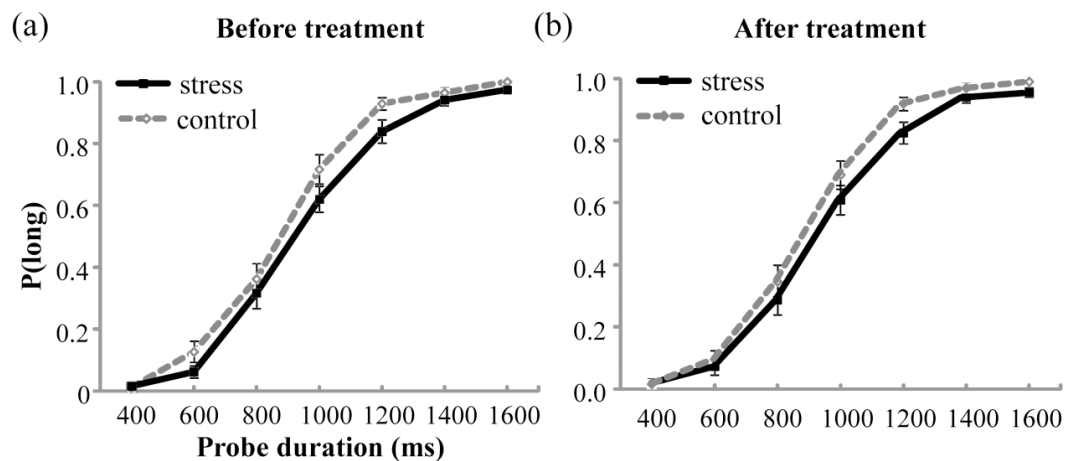 (a) Before treatment
1.0
0.8
0.6
0.4
0.2
0
P(long)
stress
control
400 600 800 1000 1200 1400 1600
Probe duration (ms)
(b) After treatment
1.0
0.8
0.6
0.4
0.2
0.0
stress
control
400 600 800 1000 1200 1400 1600